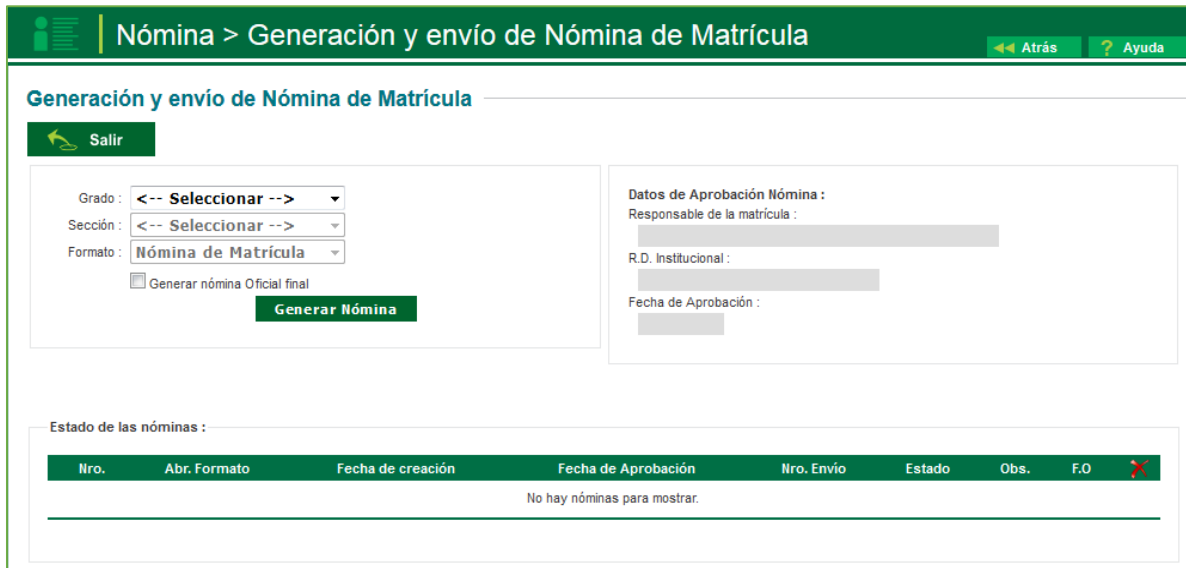 Nómina > Generación y envío de Nómina de Matrícula
Atrás
? Ayuda
Generación y envío de Nómina de Matrícula
Salir
Grado : <-- Seleccionar -->
Sección : <-- Seleccionar -->
Formato : Nómina de Matrícula
Generar nómina Oficial final
Generar Nómina
Datos de Aprobación Nómina :
Responsable de la matrícula :
R.D. Institucional :
Fecha de Aprobación :
Estado de las nóminas :
Nro. Abr. Formato Fecha de creación Fecha de Aprobación Nro. Envío Estado Obs. F.O
No hay nóminas para mostrar.